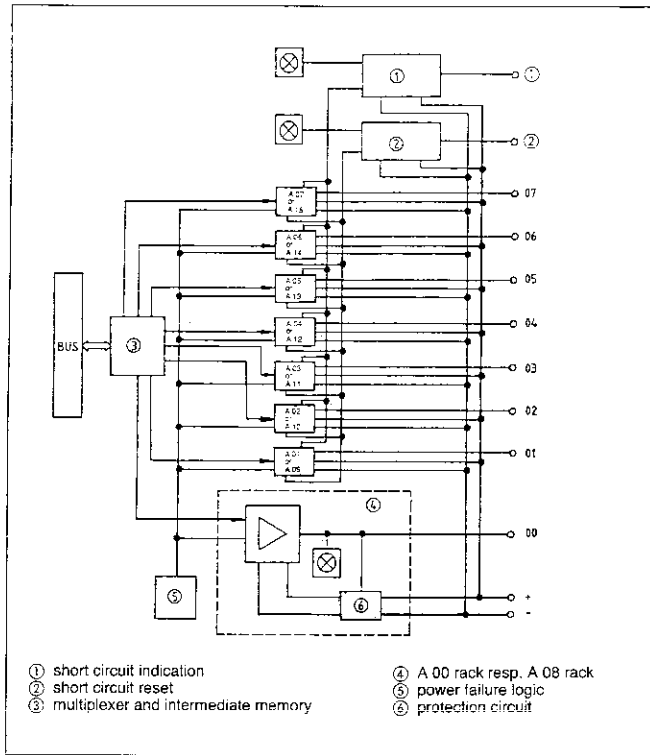 ①
①
②
②
A 07
or
A 15
07
A 06
or
A 14
06
A 05
or
A 13
05
BUS
③
A 04
or
A 12
04
A 03
or
A 11
03
A 02
or
A 10
02
A 01
or
A 09
01
④
00
⑤
⑥
+
-
① short circuit indication
② short circuit reset
③ multiplexer and intermediate memory
④ A 00 rack resp. A 08 rack
⑤ power failure logic
⑥ protection circuit